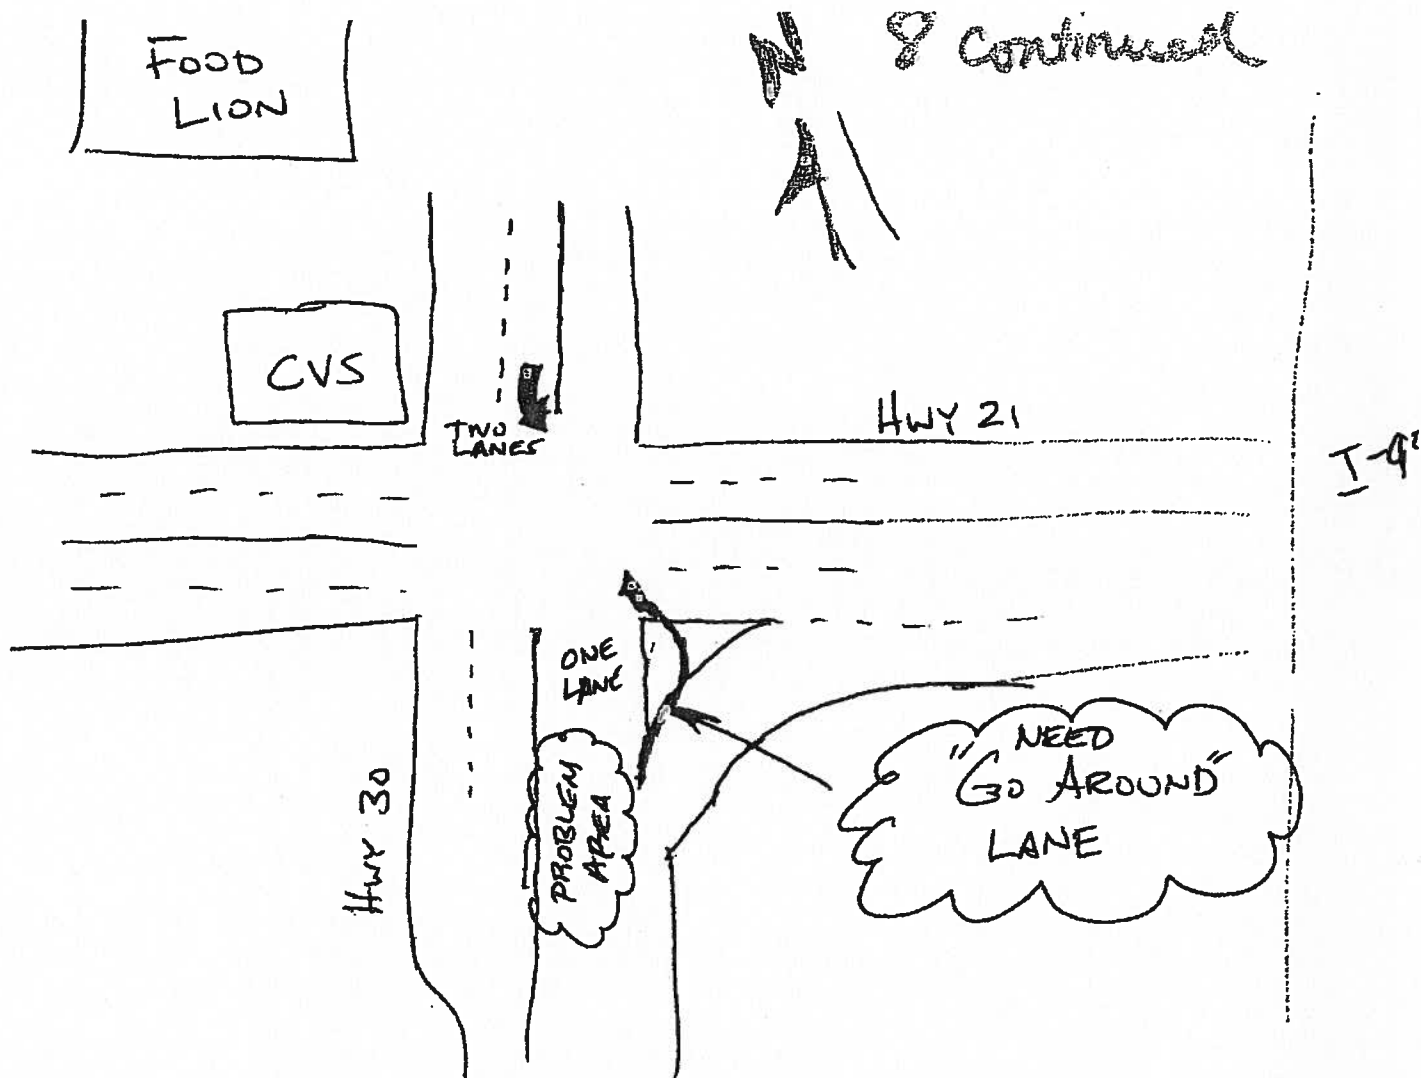 N
8 continued
FOOD
LION
CVS
TWO
LANES
HWY 21
ONE
LANE
PROBLEM
AREA
HWY 30
NEED
"GO AROUND"
LANE